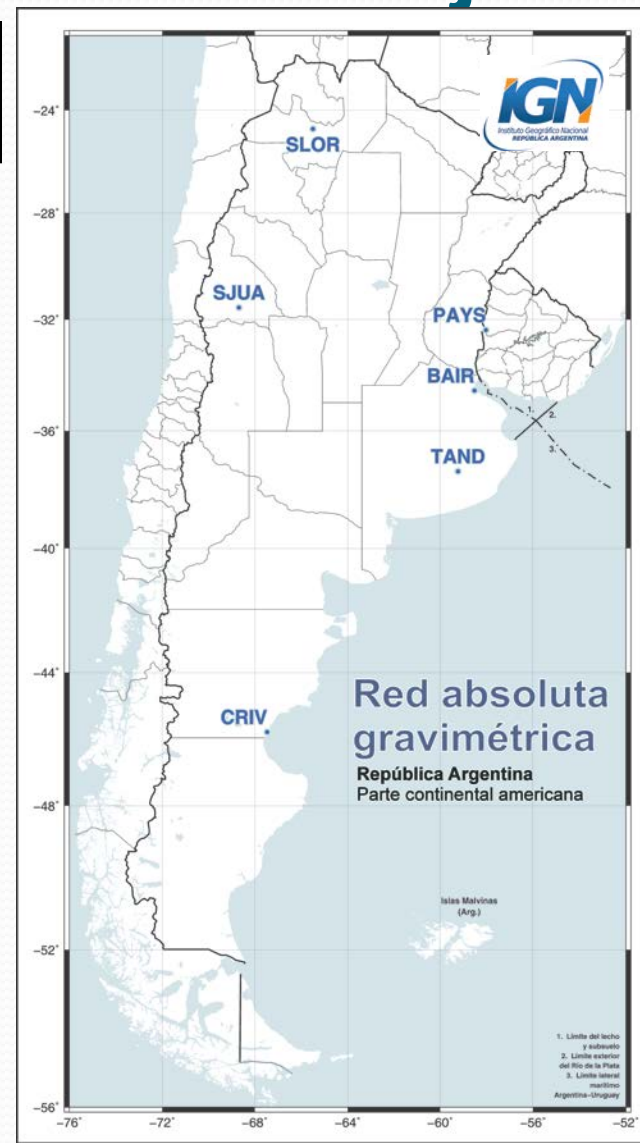 IGN
Instituto Geográfico Nacional
REPÚBLICA ARGENTINA
-24°
SLOR
-28°
SJUA
-32°
PAYS
BAIR
1.
2.
-36°
TAND
3.
-40°
-44°
Red absoluta
gravimétrica
CRIV
República Argentina
Parte continental americana
-48°
Islas Malvinas
(Arg.)
-52°
1. Límite del lecho
y subsuelo
2. Límite exterior
del Río de la Plata
3. Límite lateral
marítimo
Argentina-Uruguay
-56°
-76° -72° -68° -64° -60° -56° -52°